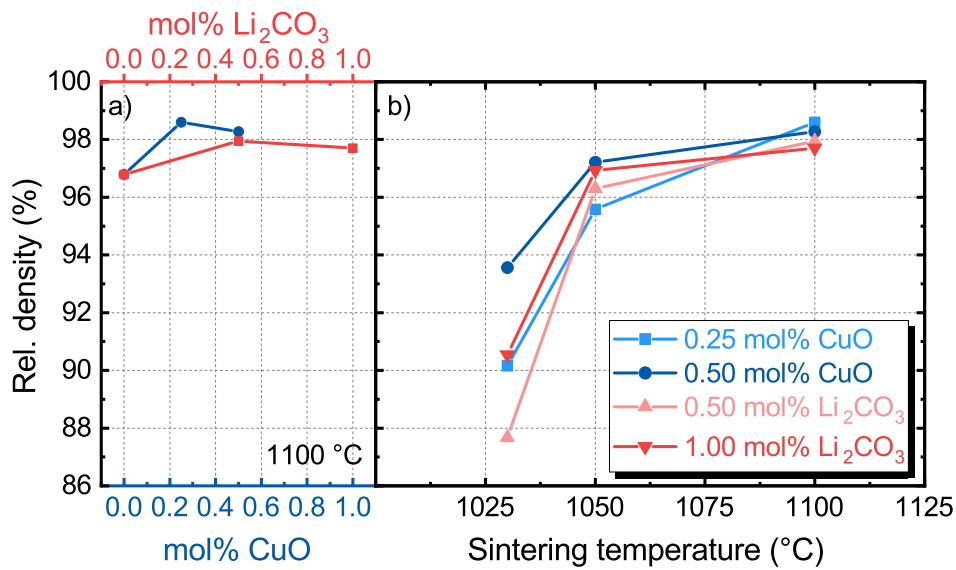 mol% Li₂CO₃
0.0 0.2 0.4 0.6 0.8 1.0
Rel. density (%)
100
98
96
94
92
90
88
86
a)
1100 °C
0.0 0.2 0.4 0.6 0.8 1.0
mol% CuO
b)
0.25 mol% CuO
0.50 mol% CuO
0.50 mol% Li₂CO₃
1.00 mol% Li₂CO₃
1025 1050 1075 1100 1125
Sintering temperature (°C)